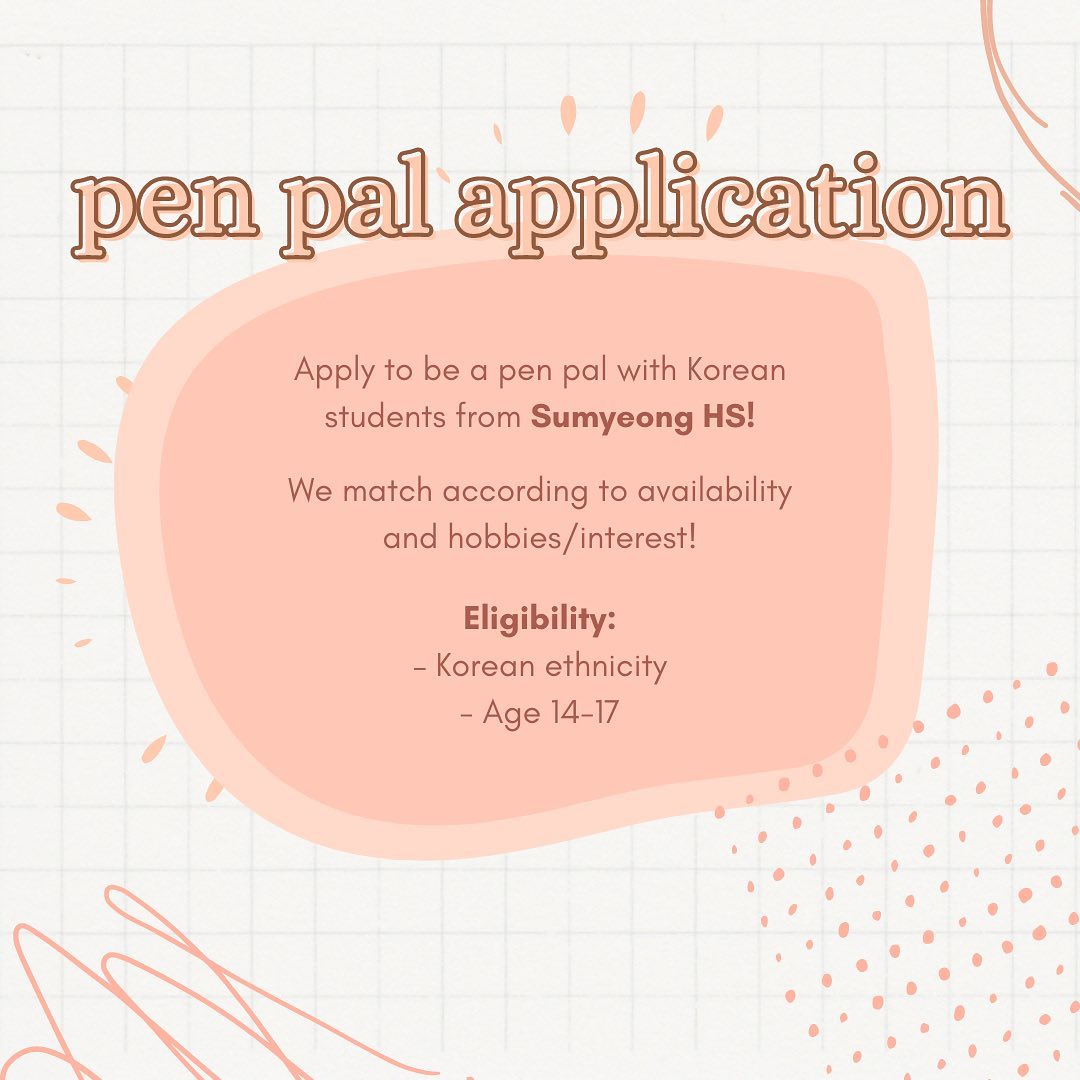 pen pal application
Apply to be a pen pal with Korean
students from Sumyeong HS!
We match according to availability
and hobbies/interest!
Eligibility:
- Korean ethnicity
- Age 14-17